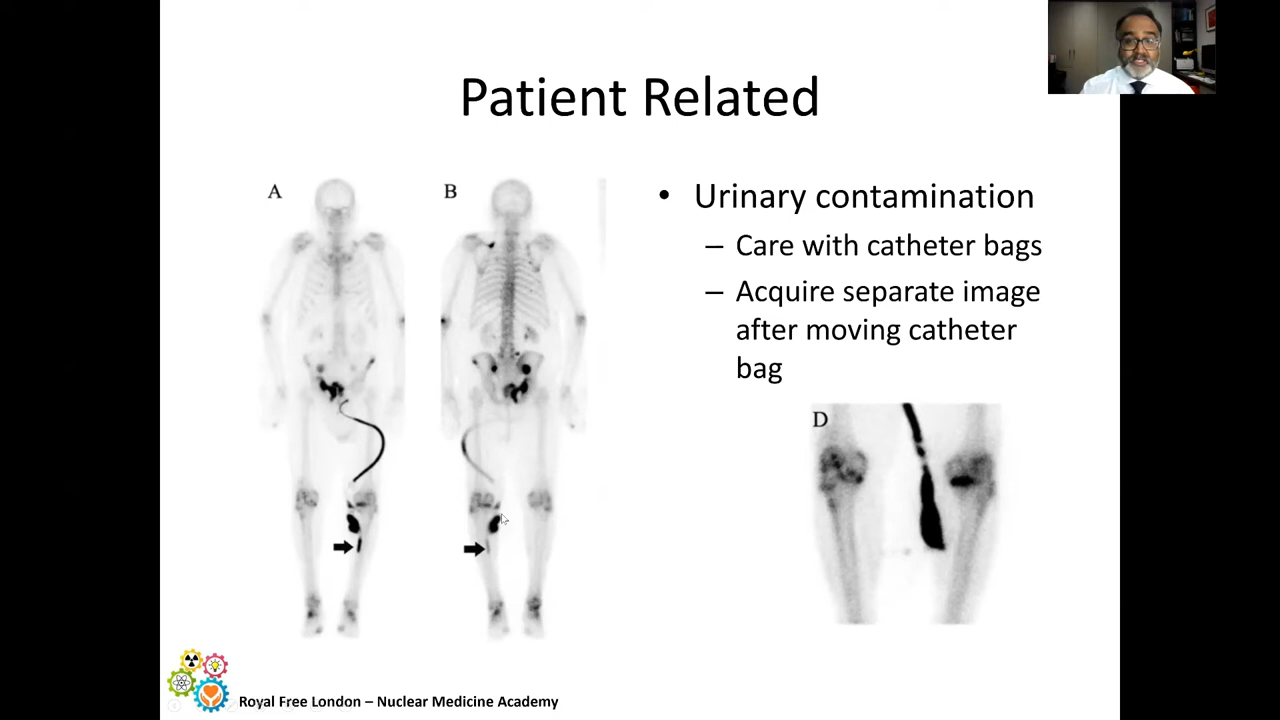 Patient Related
A
B
• Urinary contamination
– Care with catheter bags
– Acquire separate image
after moving catheter
bag
D
Royal Free London – Nuclear Medicine Academy